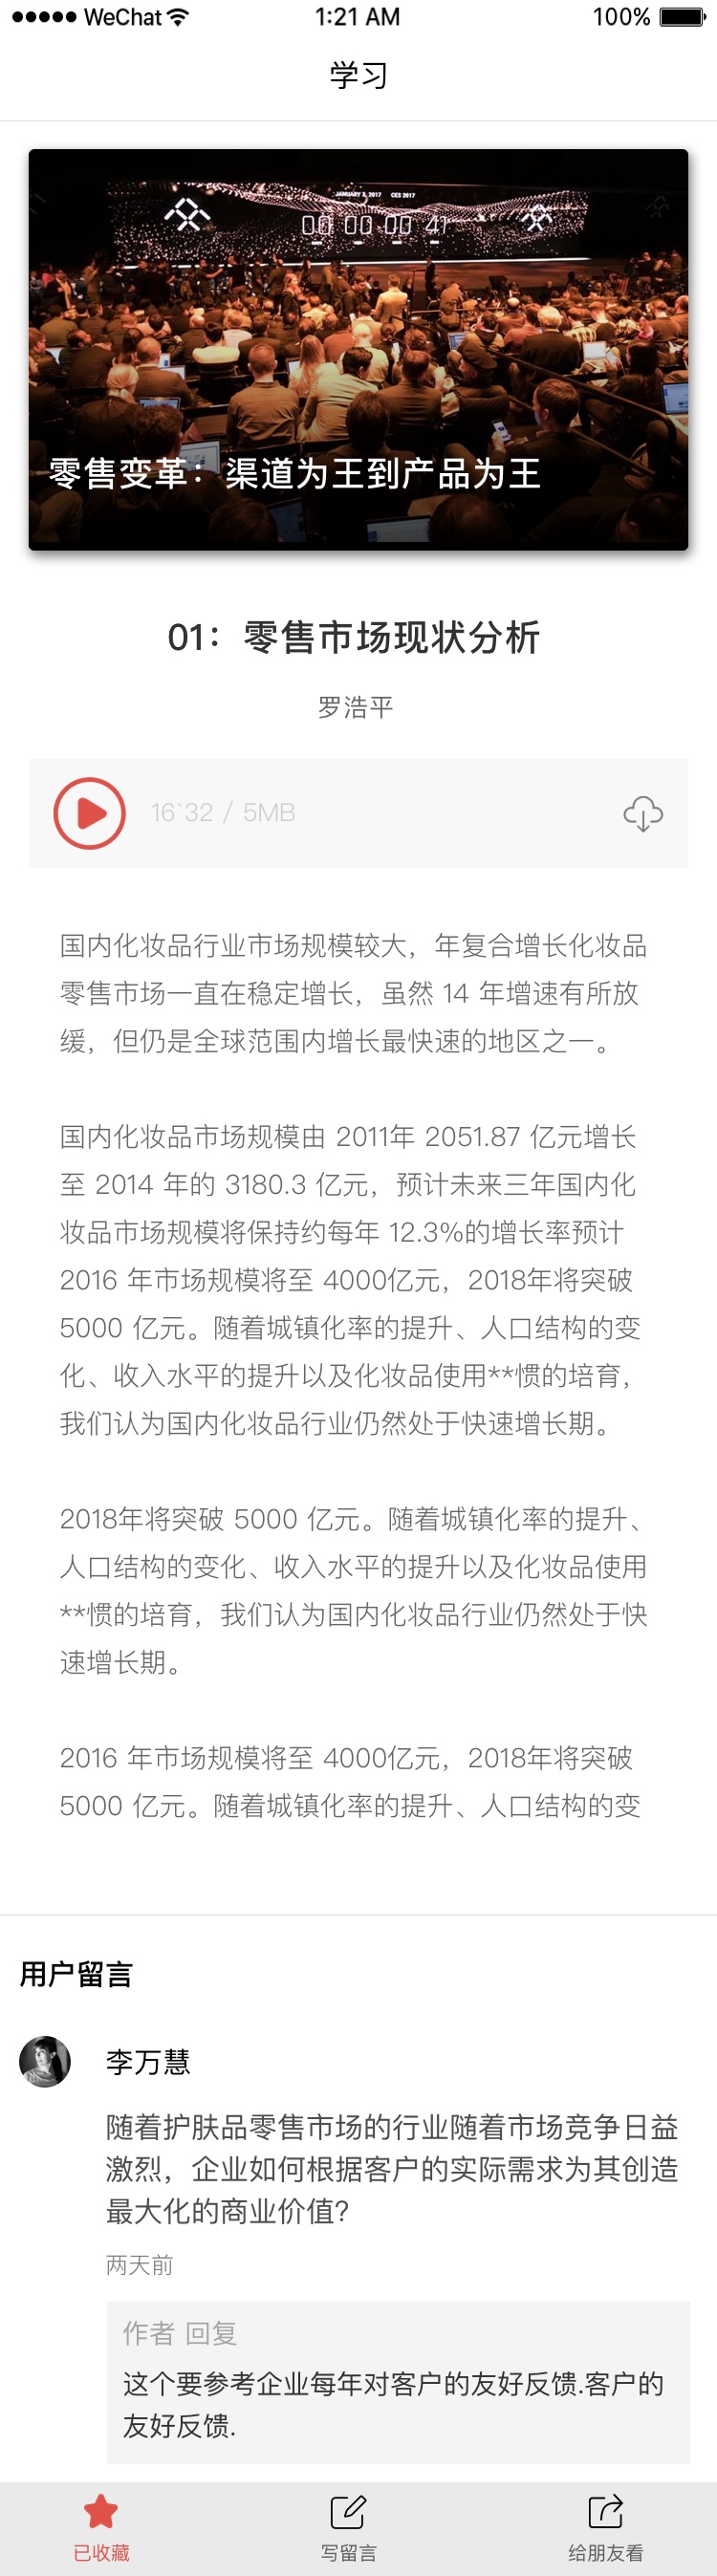 WeChat 1:21 AM 100%
学习
JANUARY 3, 2017 CES 2017
00 00 00 41
零售变革：渠道为王到产品为王
01：零售市场现状分析
罗浩平
16`32 / 5MB
国内化妆品行业市场规模较大，年复合增长化妆品
零售市场一直在稳定增长，虽然 14 年增速有所放
缓，但仍是全球范围内增长最快速的地区之一。
国内化妆品市场规模由 2011年 2051.87 亿元增长
至 2014 年的 3180.3 亿元，预计未来三年国内化
妆品市场规模将保持约每年 12.3%的增长率预计
2016 年市场规模将至 4000亿元，2018年将突破
5000 亿元。随着城镇化率的提升、人口结构的变
化、收入水平的提升以及化妆品使用**惯的培育，
我们认为国内化妆品行业仍然处于快速增长期。
2018年将突破 5000 亿元。随着城镇化率的提升、
人口结构的变化、收入水平的提升以及化妆品使用
**惯的培育，我们认为国内化妆品行业仍然处于快
速增长期。
2016 年市场规模将至 4000亿元，2018年将突破
5000 亿元。随着城镇化率的提升、人口结构的变
用户留言
李万慧
随着护肤品零售市场的行业随着市场竞争日益
激烈，企业如何根据客户的实际需求为其创造
最大化的商业价值?
两天前
作者 回复
这个要参考企业每年对客户的友好反馈.客户的
友好反馈.
已收藏 写留言 给朋友看